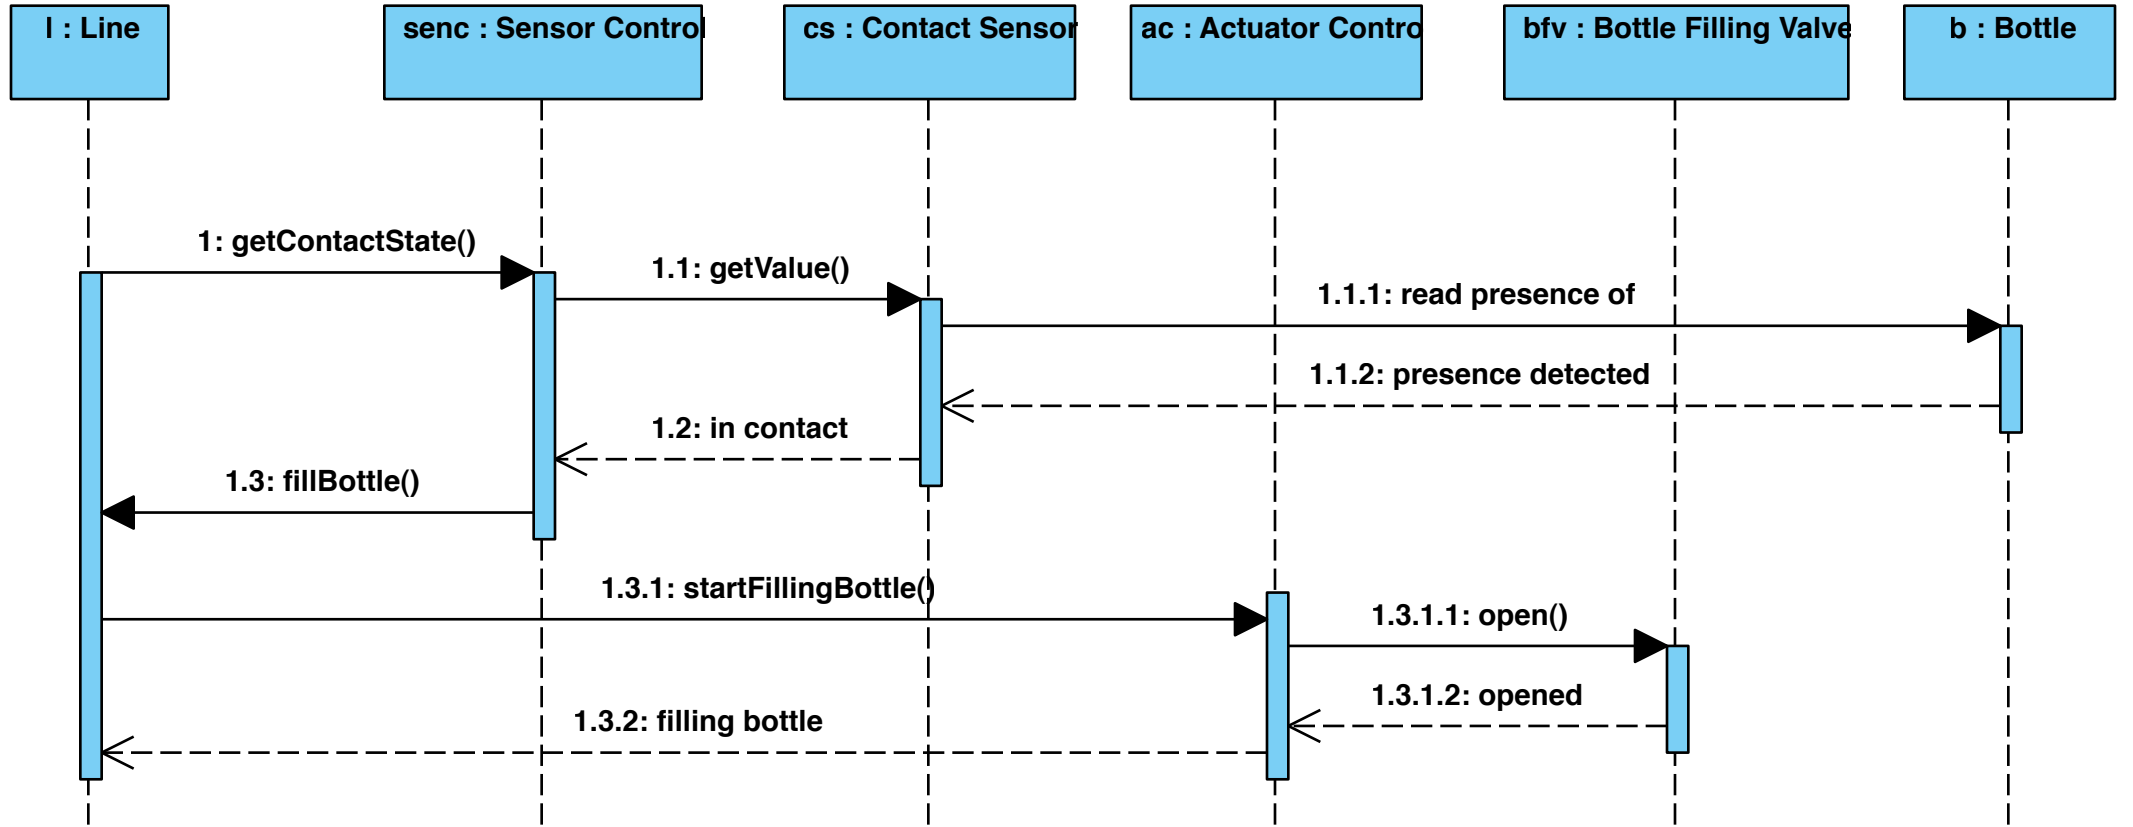 l : Line
senc : Sensor Control
cs : Contact Sensor
ac : Actuator Contro
bfv : Bottle Filling Valve
b : Bottle
1: getContactState()
1.1: getValue()
1.1.1: read presence of
1.1.2: presence detected
1.2: in contact
1.3: fillBottle()
1.3.1: startFillingBottle()
1.3.1.1: open()
1.3.1.2: opened
1.3.2: filling bottle